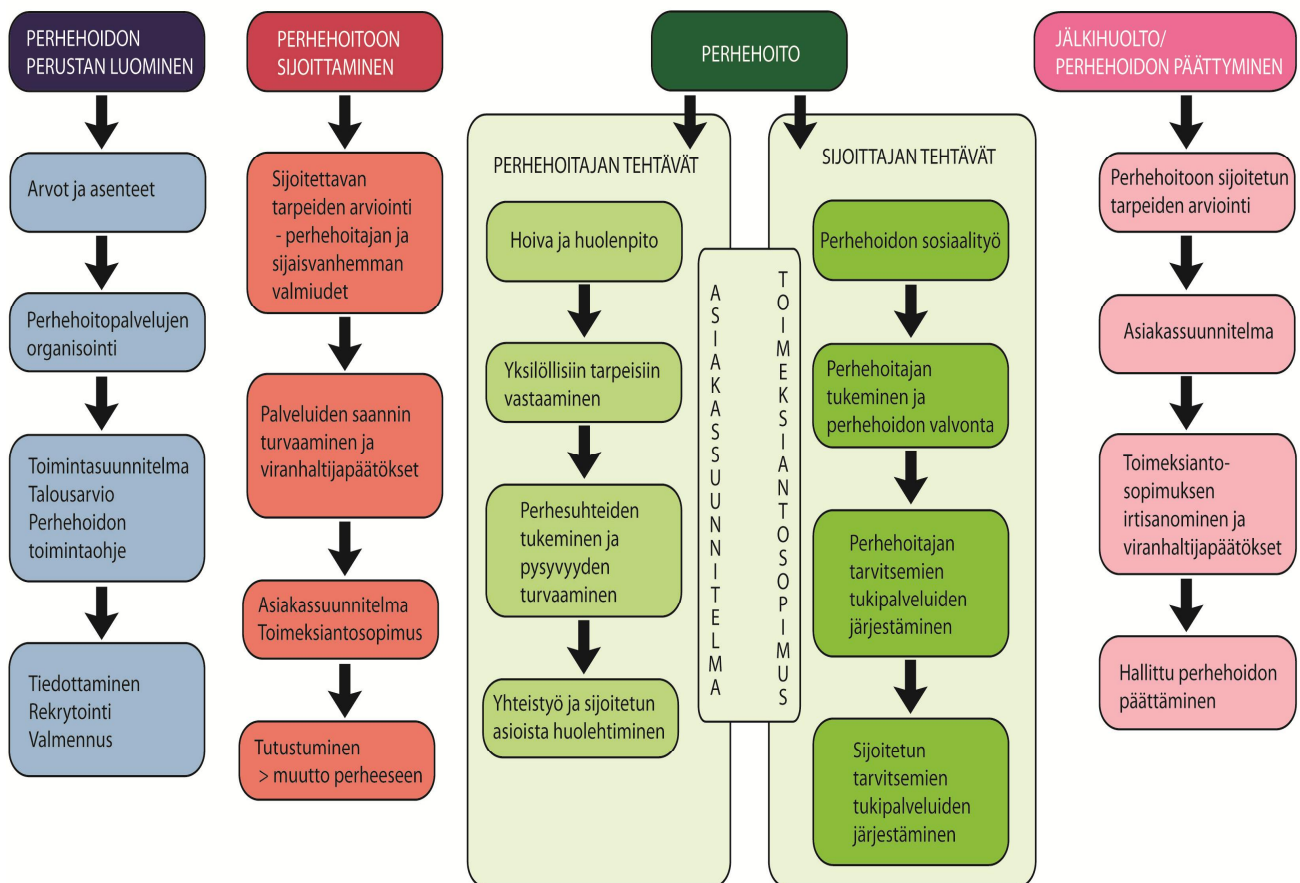 PERHEHOIDON
PERUSTAN LUOMINEN
Arvot ja asenteet
Perhehoitopalvelujen
organisointi
Toimintasuunnitelma
Talousarvio
Perhehoidon
toimintaohje
Tiedottaminen
Rekrytointi
Valmennus
PERHEHOITOON
SIJOITTAMINEN
Sijoitettavan
tarpeiden arviointi
- perhehoitajan ja
sijaisvanhemman
valmiudet
Palveluiden saannin
turvaaminen ja
viranhaltijapäätökset
Asiakassuunnitelma
Toimeksiantosopimus
Tutustuminen
> muutto perheeseen
PERHEHOITO
PERHEHOITAJAN TEHTÄVÄT
Hoiva ja huolenpito
Yksilöllisiin tarpeisiin
vastaaminen
Perhesuhteiden
tukeminen ja
pysyvyyden
turvaaminen
Yhteistyö ja sijoitetun
asioista huolehtiminen
ASIAKASSUUNNITELMA
TOIMEKSIANTOSOPIMUS
SIJOITTAJAN TEHTÄVÄT
Perhehoidon sosiaalityö
Perhehoitajan
tukeminen ja
perhehoidon valvonta
Perhehoitajan
tarvitsemien
tukipalveluiden
järjestäminen
Sijoitetun
tarvitsemien
tukipalveluiden
järjestäminen
JÄLKIHUOLTO/
PERHEHOIDON PÄÄTTYMINEN
Perhehoitoon sijoitetun
tarpeiden arviointi
Asiakassuunnitelma
Toimeksianto-
sopimuksen
irtisanominen ja
viranhaltijapäätökset
Hallittu perhehoidon
päättäminen